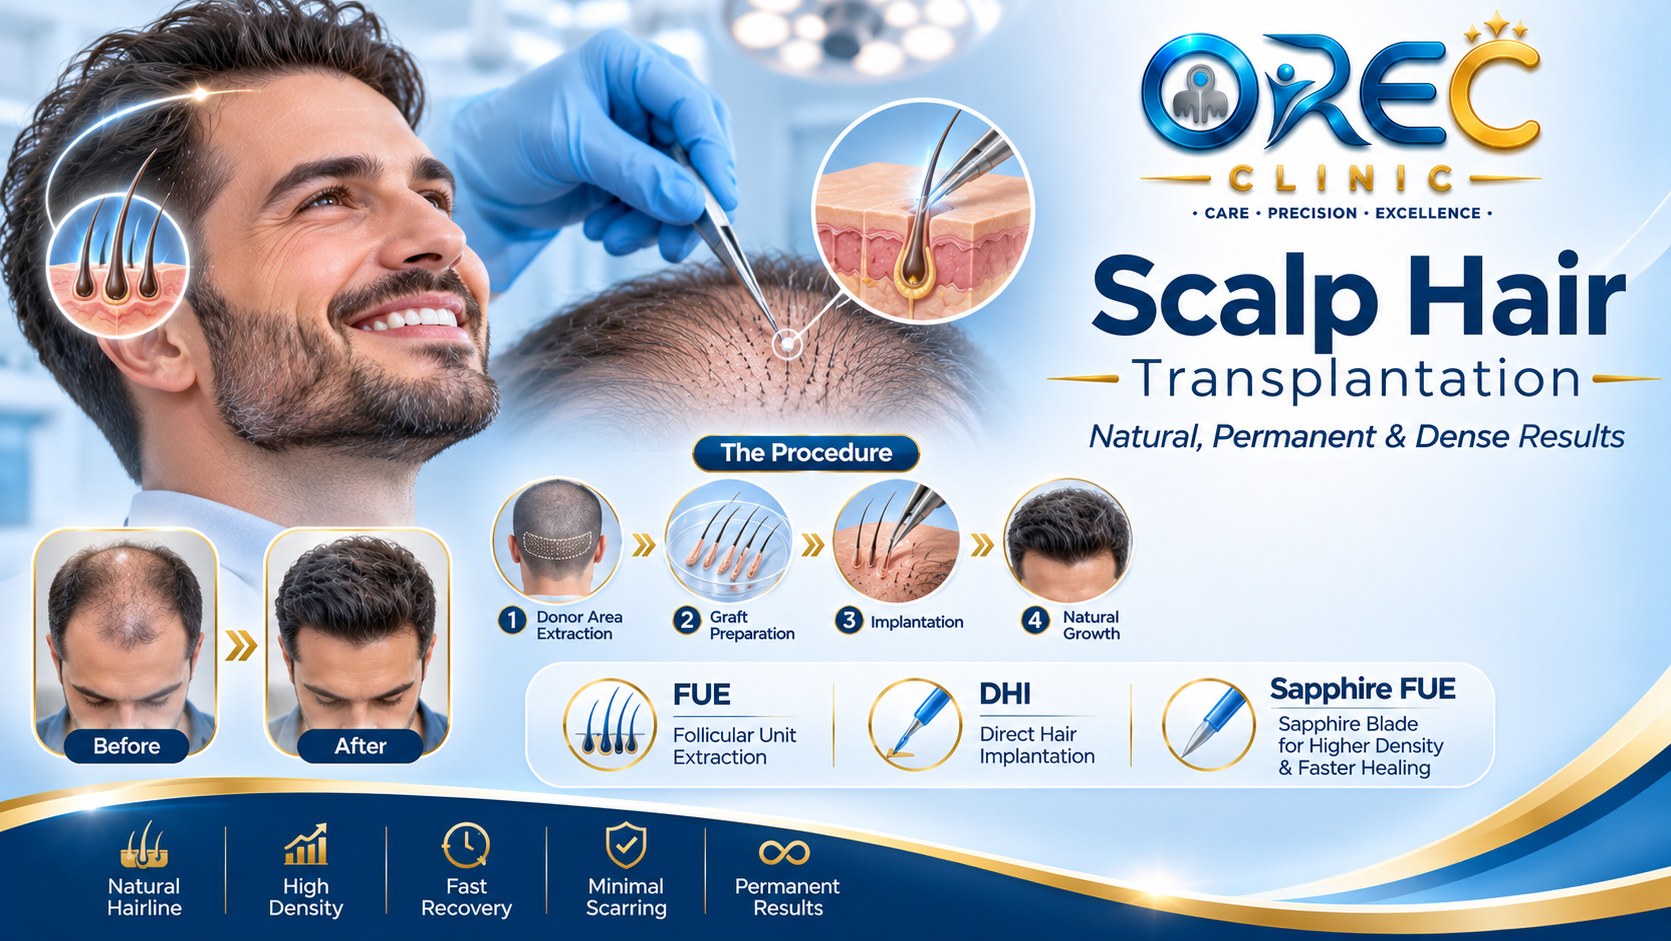 OREC
CLINIC
• CARE • PRECISION • EXCELLENCE •
Scalp Hair
Transplantation
Natural, Permanent & Dense Results
The Procedure
1 Donor Area
Extraction
2 Graft
Preparation
3 Implantation
4 Natural
Growth
Before
After
FUE
Follicular Unit
Extraction
DHI
Direct Hair
Implantation
Sapphire FUE
Sapphire Blade
for Higher Density
& Faster Healing
Natural
Hairline
High
Density
Fast
Recovery
Minimal
Scarring
Permanent
Results